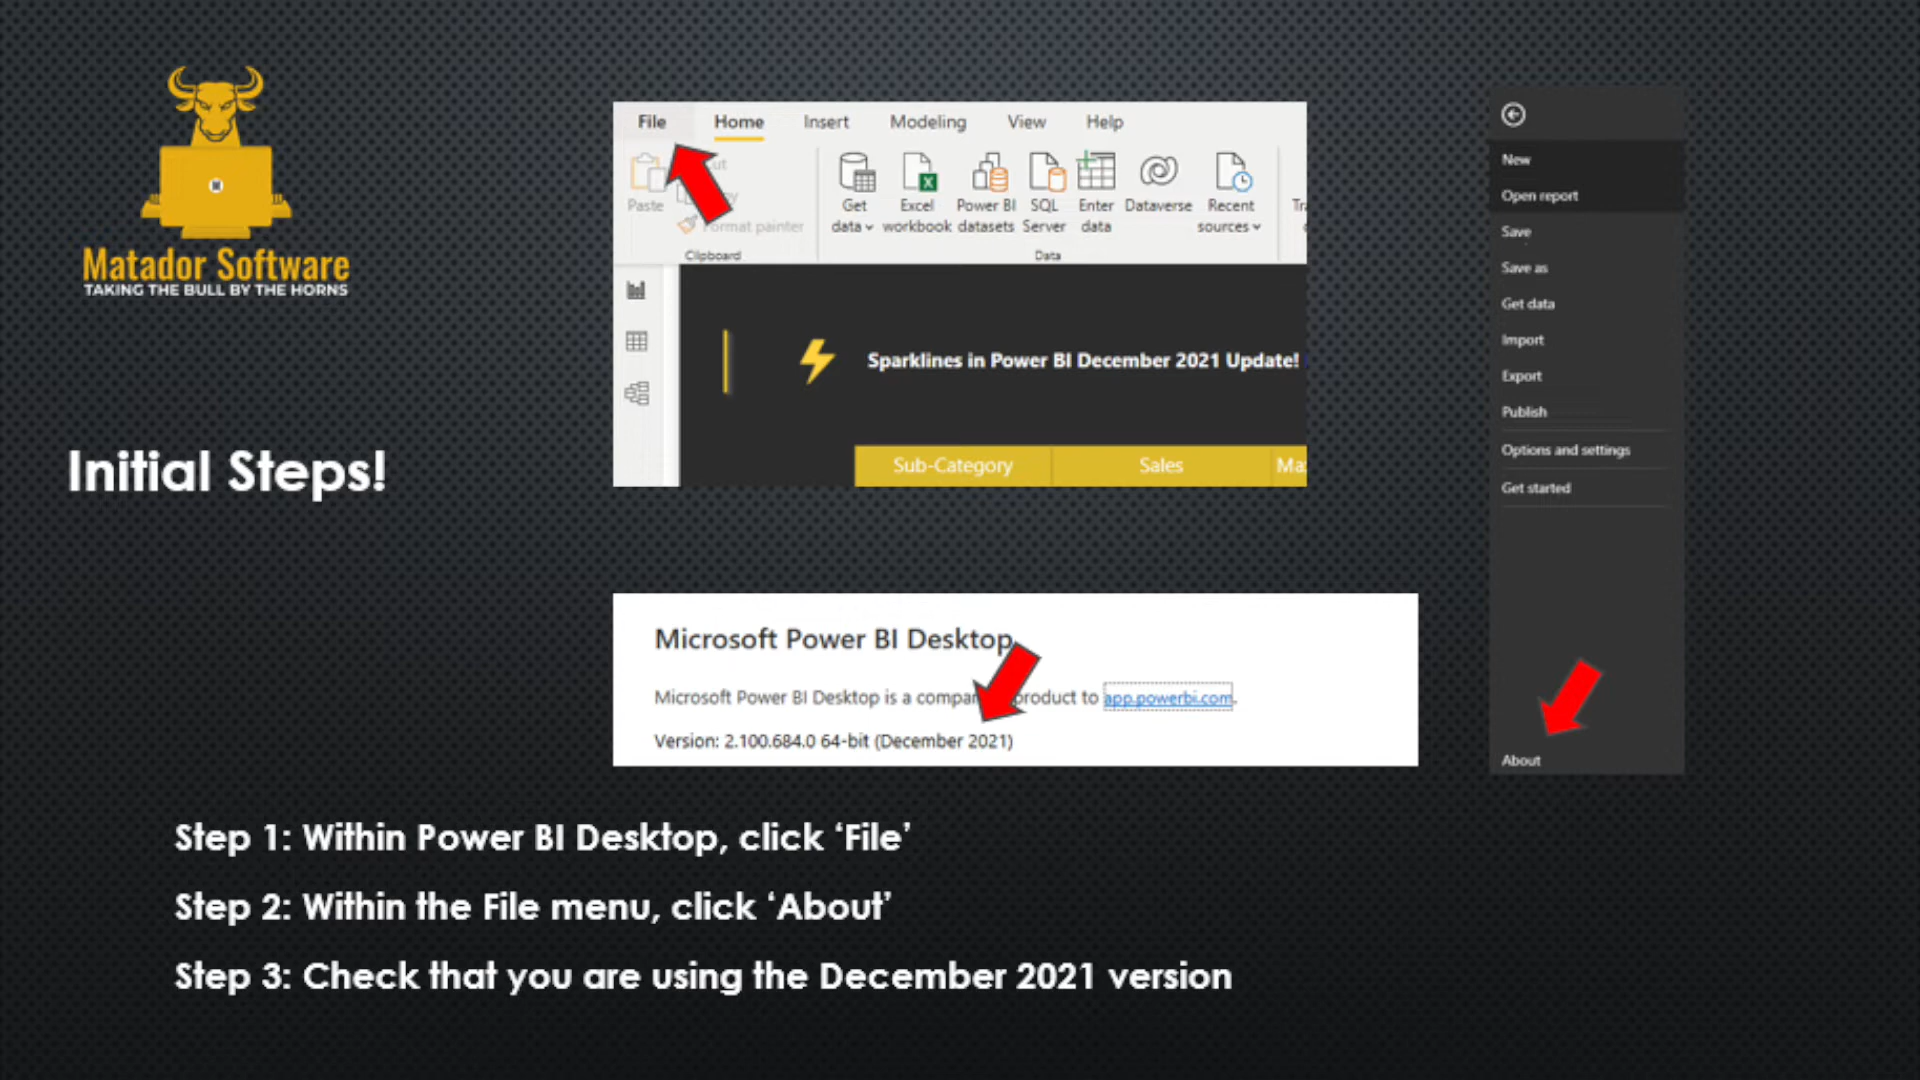 Matador Software
TAKING THE BULL BY THE HORNS
Initial Steps!
File Home Insert Modeling View Help
Paste
Format painter
Clipboard
Get data
Excel workbook
Power BI datasets
SQL Server
Enter data
Dataverse
Recent sources
Data
Sparklines in Power BI December 2021 Update!
Sub-Category Sales
New
Open report
Save
Save as
Get data
Import
Export
Publish
Options and settings
Get started
About
Microsoft Power BI Desktop
Microsoft Power BI Desktop is a product to app.powerbi.com.
Version: 2.100.684.0 64-bit (December 2021)
Step 1: Within Power BI Desktop, click ‘File’
Step 2: Within the File menu, click ‘About’
Step 3: Check that you are using the December 2021 version